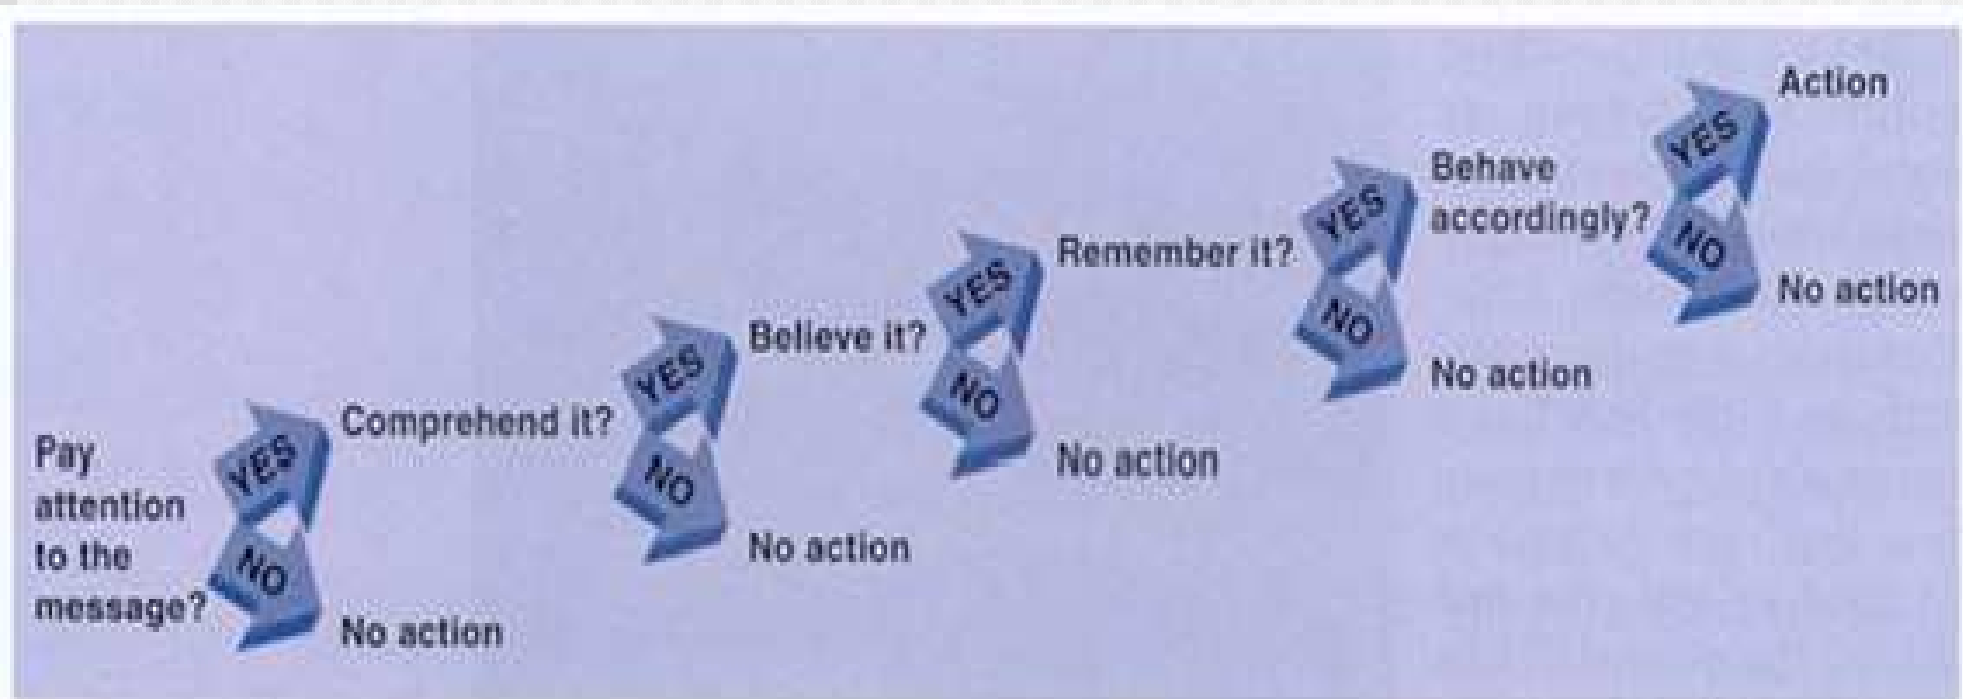 Pay
attention
to the
message?
YES
NO
Comprehend it?
No action
YES
NO
Believe it?
No action
YES
NO
Remember it?
No action
YES
NO
Behave
accordingly?
No action
YES
NO
Action
No action